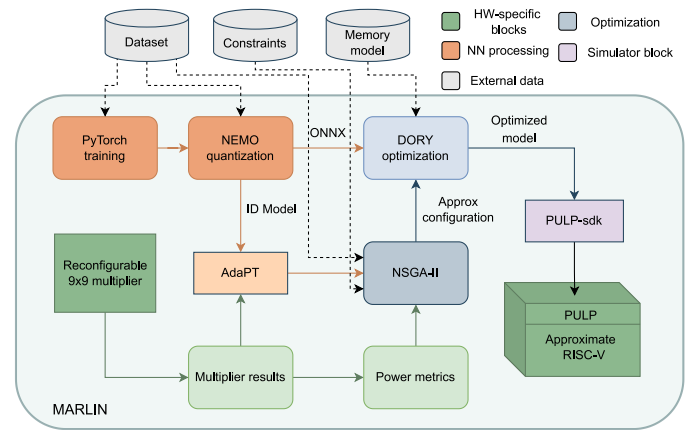 Dataset
Constraints
Memory
model
HW-specific
blocks
Optimization
NN processing
Simulator block
External data
PyTorch
training
NEMO
quantization
ONNX
DORY
optimization
Optimized
model
ID Model
Approx
configuration
PULP-sdk
Reconfigurable
9x9 multiplier
AdaPT
NSGA-II
PULP
Approximate
RISC-V
Multiplier results
Power metrics
MARLIN